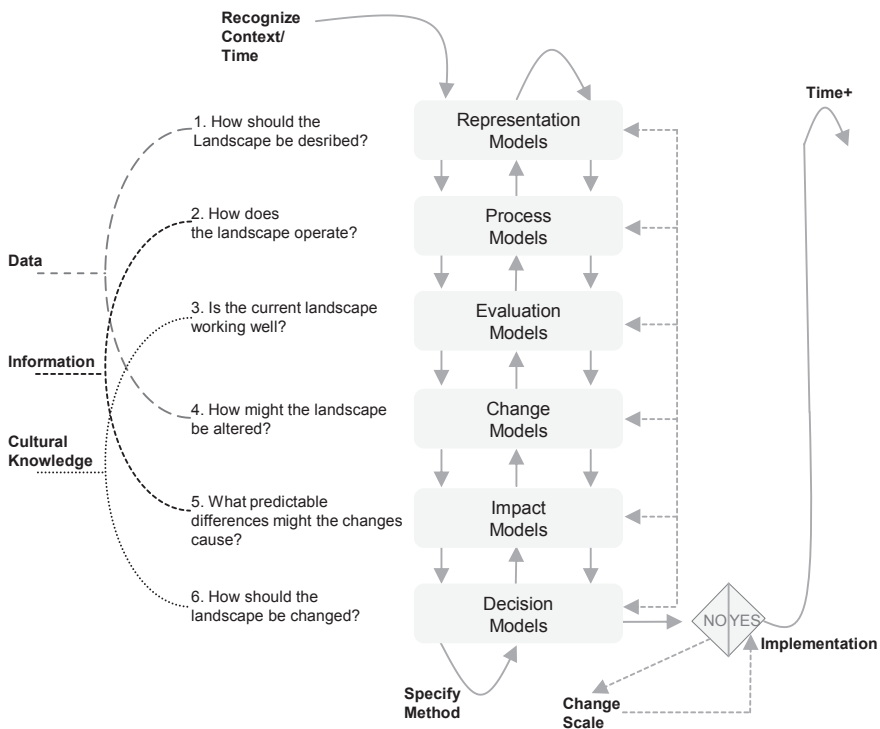 Recognize
Context/
Time
Time+
1. How should the
Landscape be desribed?
Representation
Models
2. How does
the landscape operate?
Process
Models
Data
3. Is the current landscape
working well?
Evaluation
Models
Information
4. How might the landscape
be altered?
Change
Models
Cultural
Knowledge
5. What predictable
differences might the changes
cause?
Impact
Models
6. How should the
landscape be changed?
Decision
Models
NO YES
Implementation
Specify
Method
Change
Scale